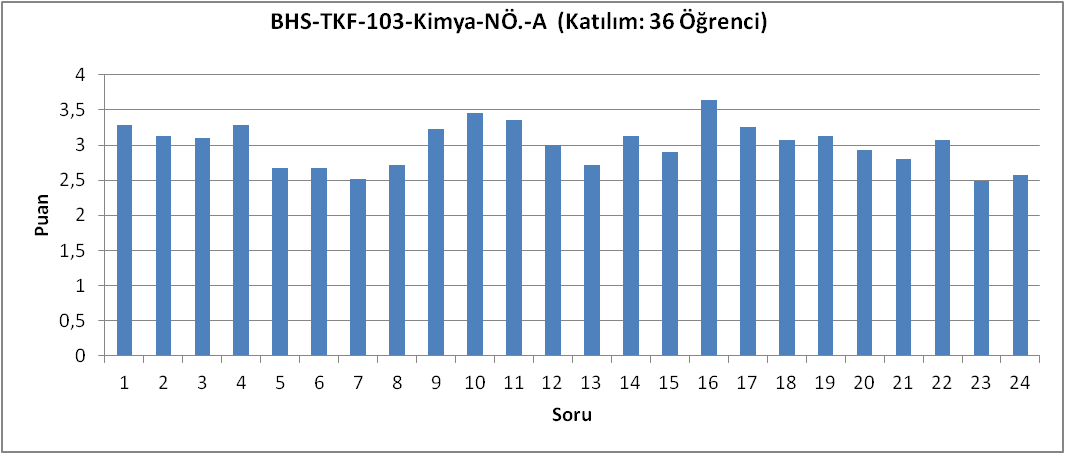 BHS-TKF-103-Kimya-NÖ.-A  (Katılım: 36 Öğrenci)
4
3,5
3
2,5
2
1,5
1
0,5
0
Puan
1 2 3 4 5 6 7 8 9 10 11 12 13 14 15 16 17 18 19 20 21 22 23 24
Soru